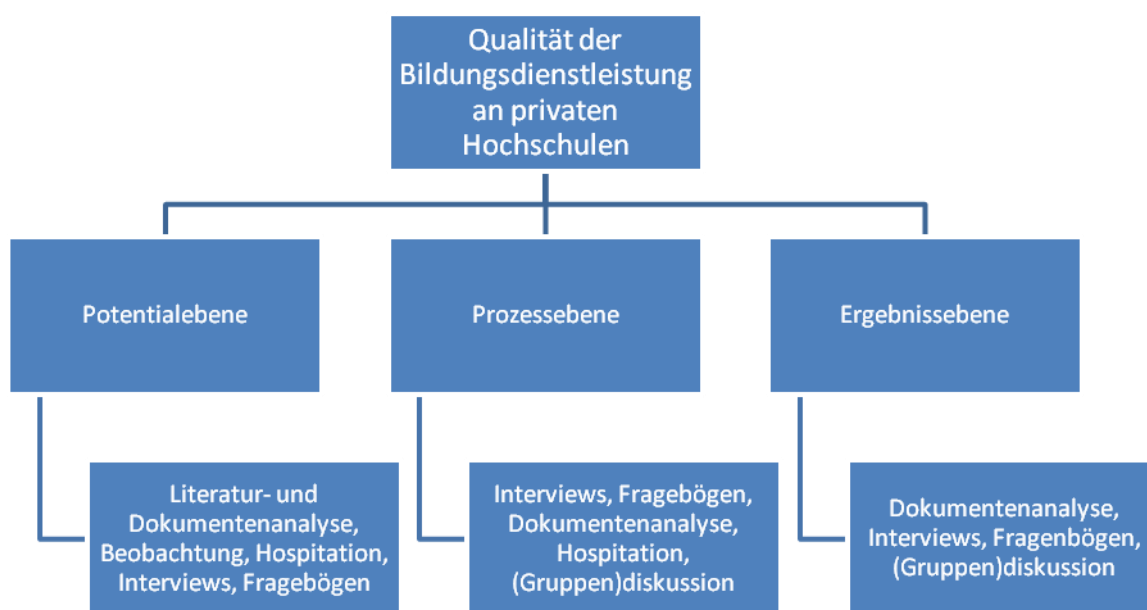 Qualität der
Bildungsdienstleistung
an privaten
Hochschulen
Potentialebene
Prozessebene
Ergebnissebene
Literatur- und
Dokumentenanalyse,
Beobachtung, Hospitation,
Interviews, Fragebögen
Interviews, Fragebögen,
Dokumentenanalyse,
Hospitation,
(Gruppen)diskussion
Dokumentenanalyse,
Interviews, Fragenbögen,
(Gruppen)diskussion